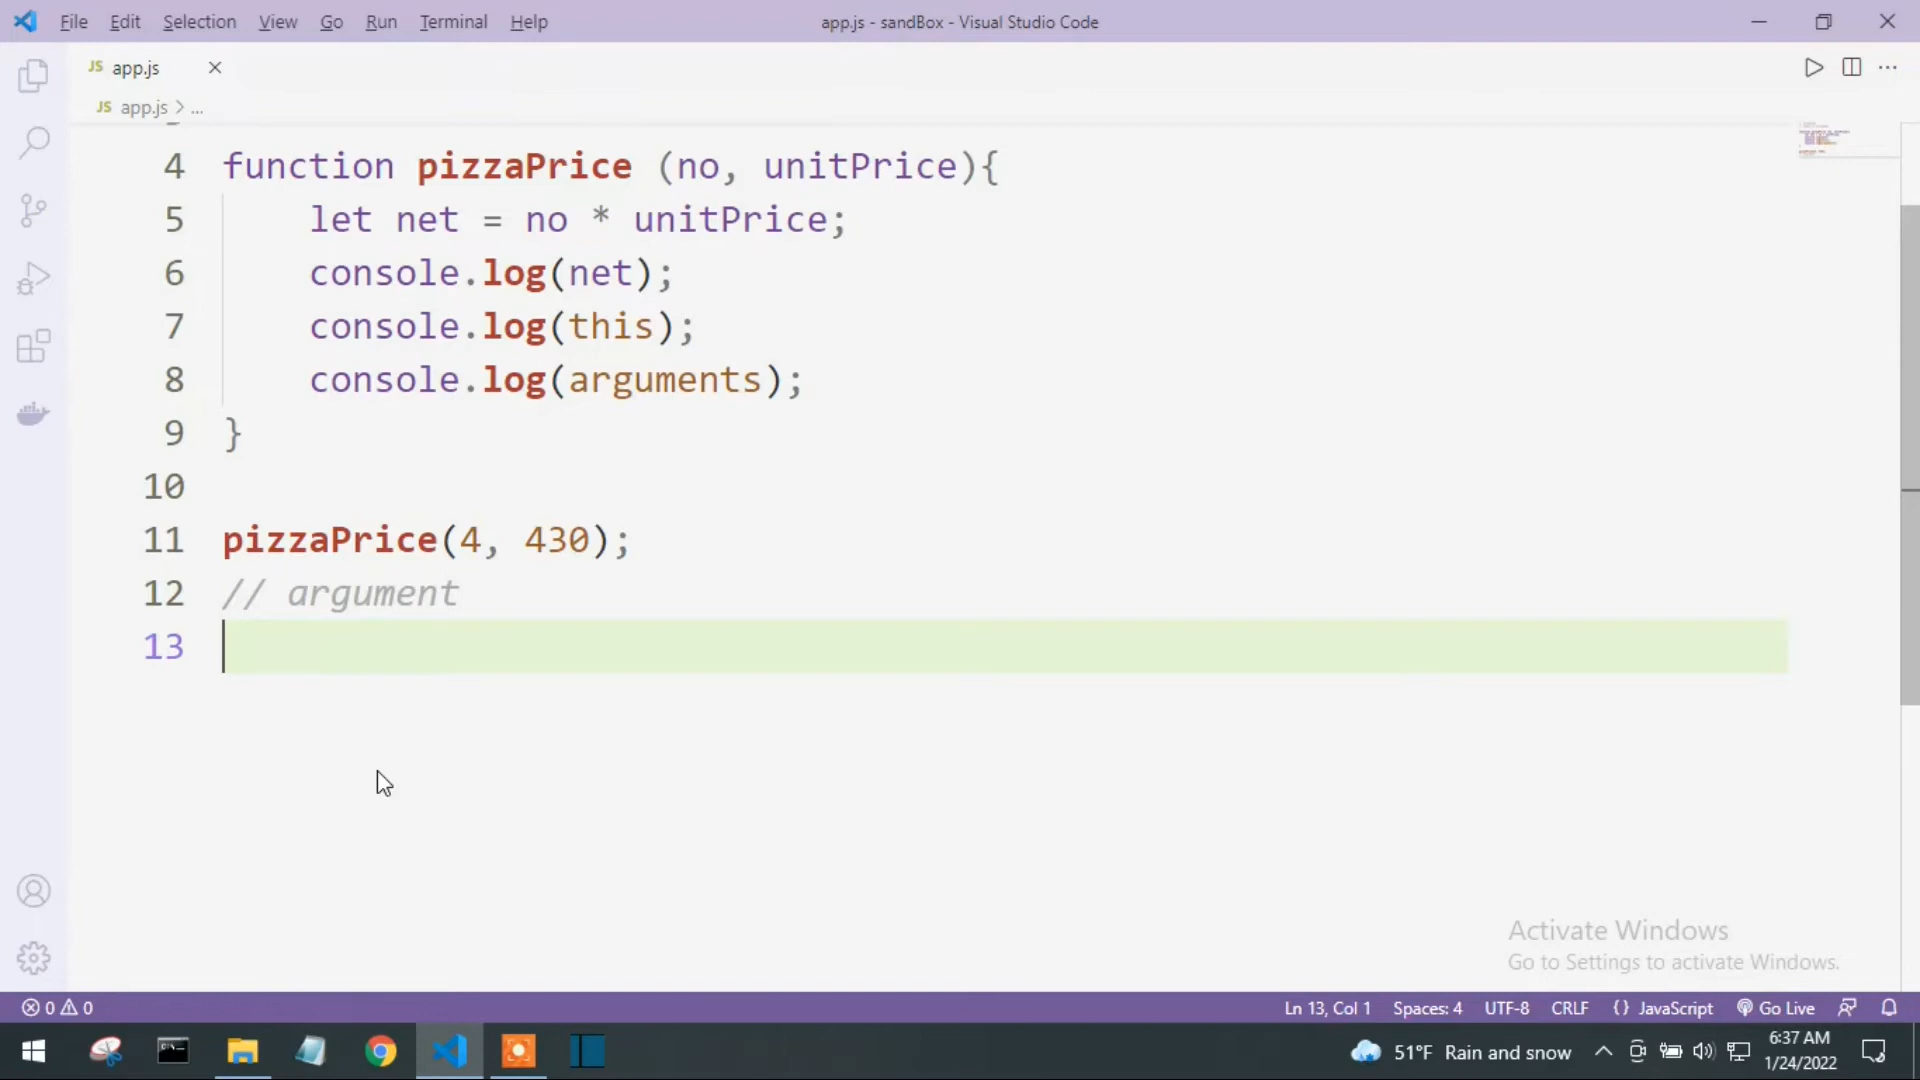 File Edit Selection View Go Run Terminal Help app.js - sandBox - Visual Studio Code
JS app.js
JS app.js > ...
4 function pizzaPrice (no, unitPrice){
5 let net = no * unitPrice;
6 console.log(net);
7 console.log(this);
8 console.log(arguments);
9 }
10
11 pizzaPrice(4, 430);
12 // argument
13
Activate Windows
Go to Settings to activate Windows.
0 0 Ln 13, Col 1 Spaces: 4 UTF-8 CRLF {} JavaScript Go Live
51°F Rain and snow 6:37 AM
1/24/2022